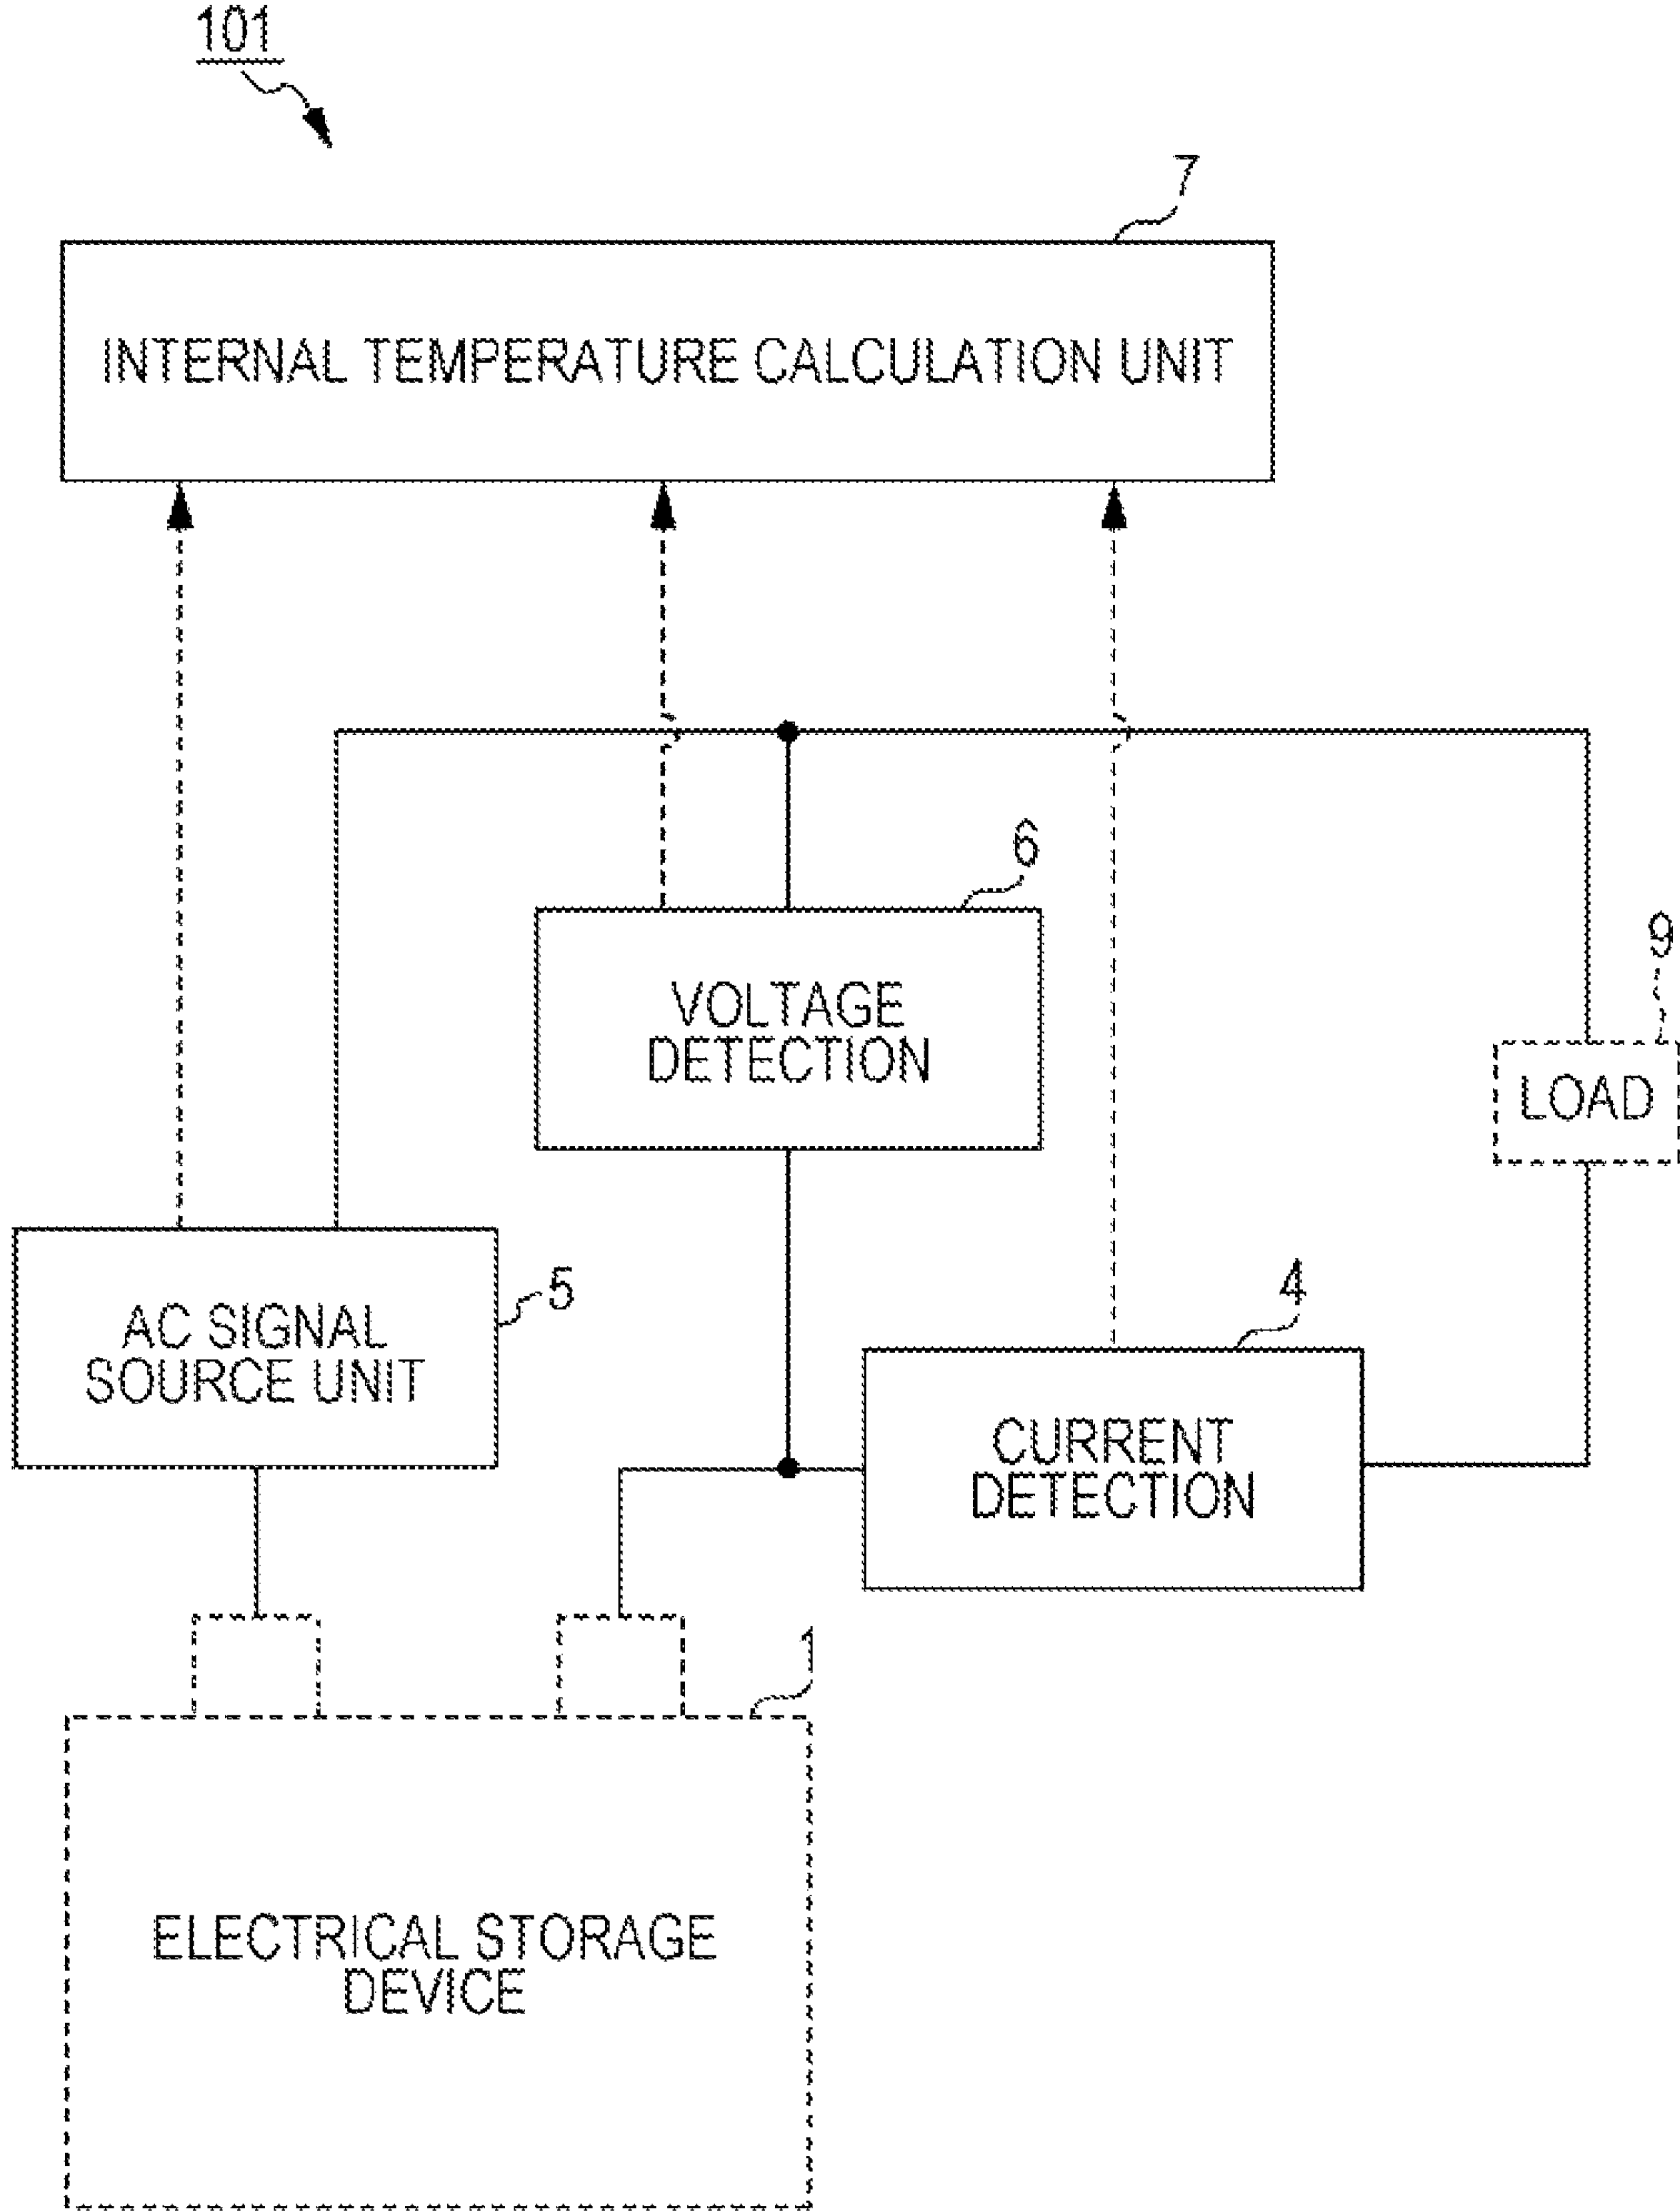 101
7
INTERNAL TEMPERATURE CALCULATION UNIT
6
VOLTAGE
DETECTION
9
LOAD
5
AC SIGNAL
SOURCE UNIT
4
CURRENT
DETECTION
1
ELECTRICAL STORAGE
DEVICE